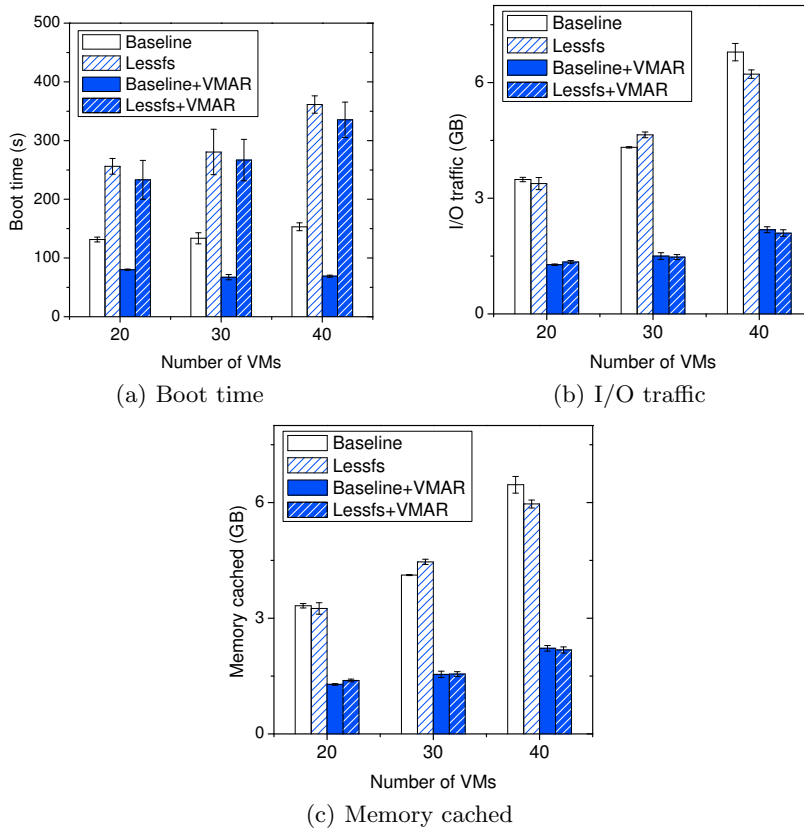 500
400
300
200
100
0
Boot time (s)
Baseline
Lessfs
Baseline+VMAR
Lessfs+VMAR
20 30 40
Number of VMs
(a) Boot time
6
3
0
I/O traffic (GB)
Baseline
Lessfs
Baseline+VMAR
Lessfs+VMAR
20 30 40
Number of VMs
(b) I/O traffic
6
3
0
Memory cached (GB)
Baseline
Lessfs
Baseline+VMAR
Lessfs+VMAR
20 30 40
Number of VMs
(c) Memory cached